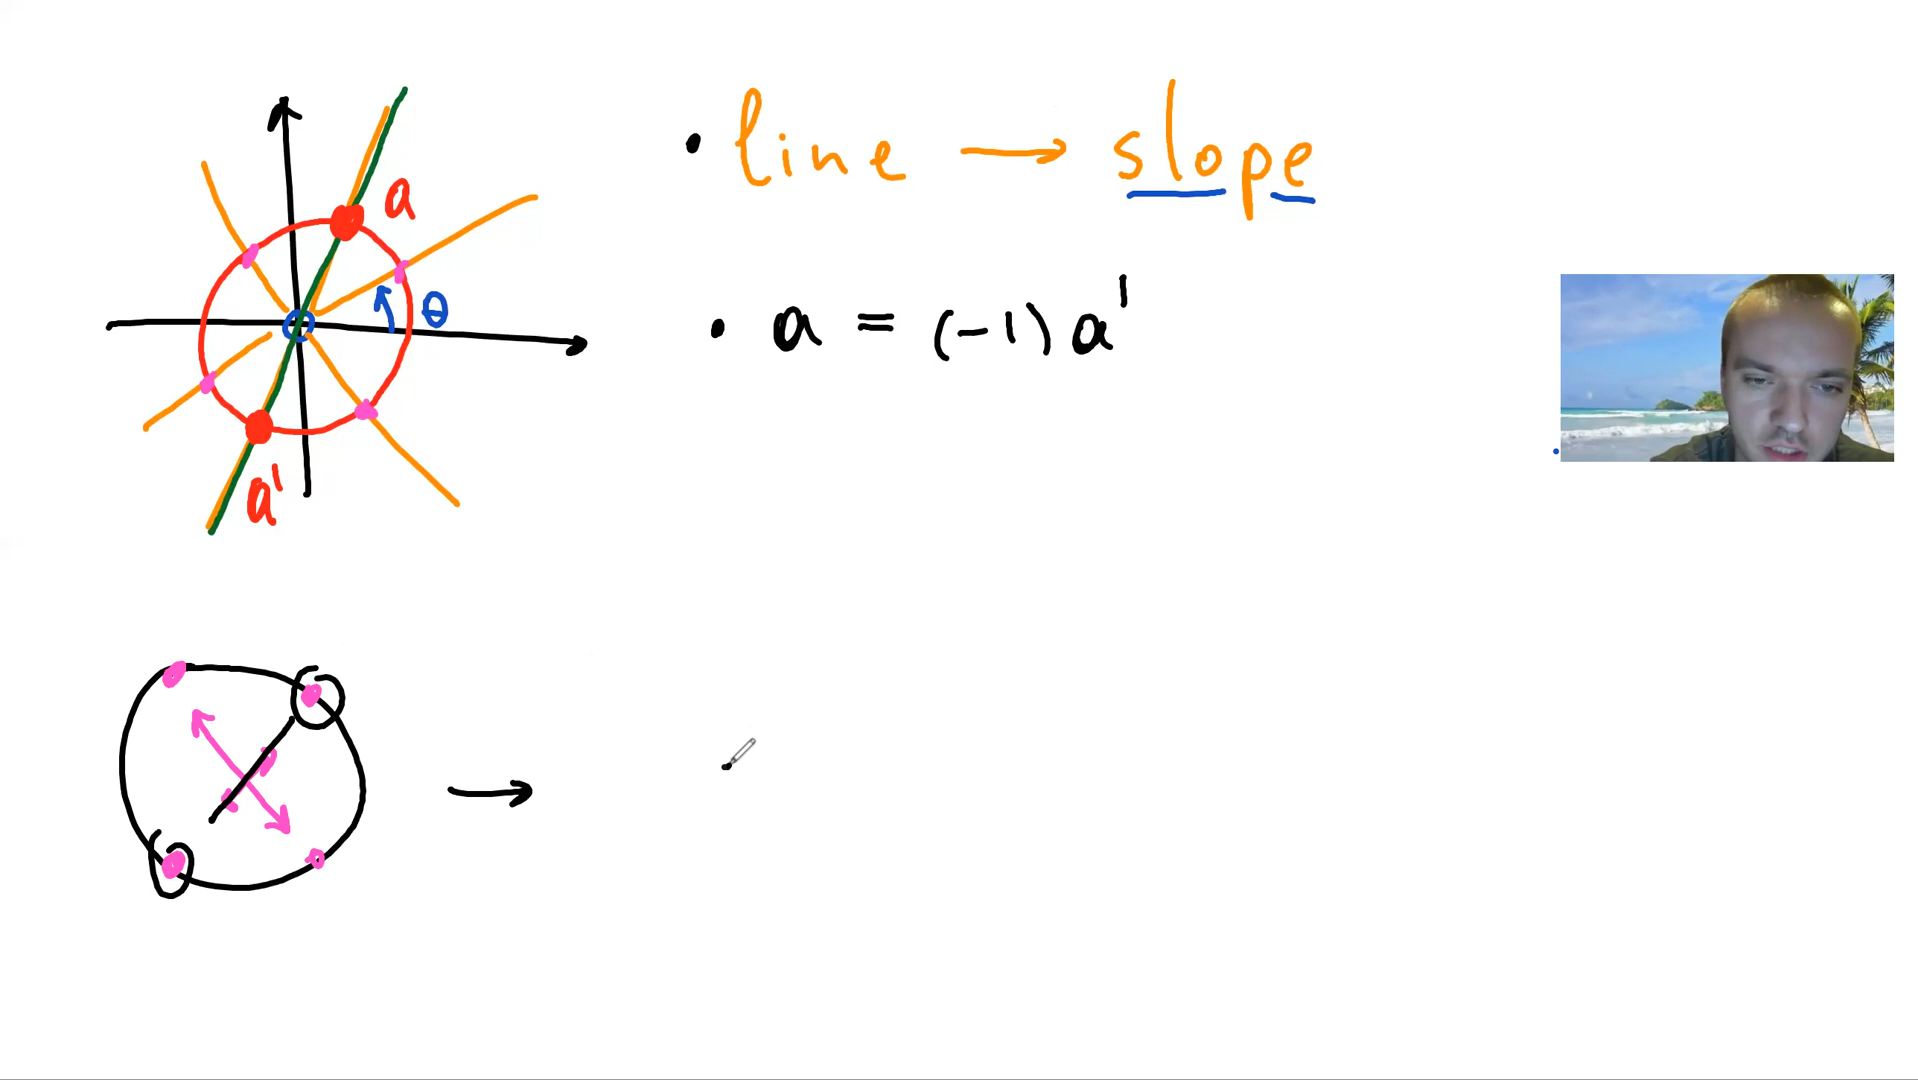 • line → slope
a
θ
• a = (-1) a'
a'
→